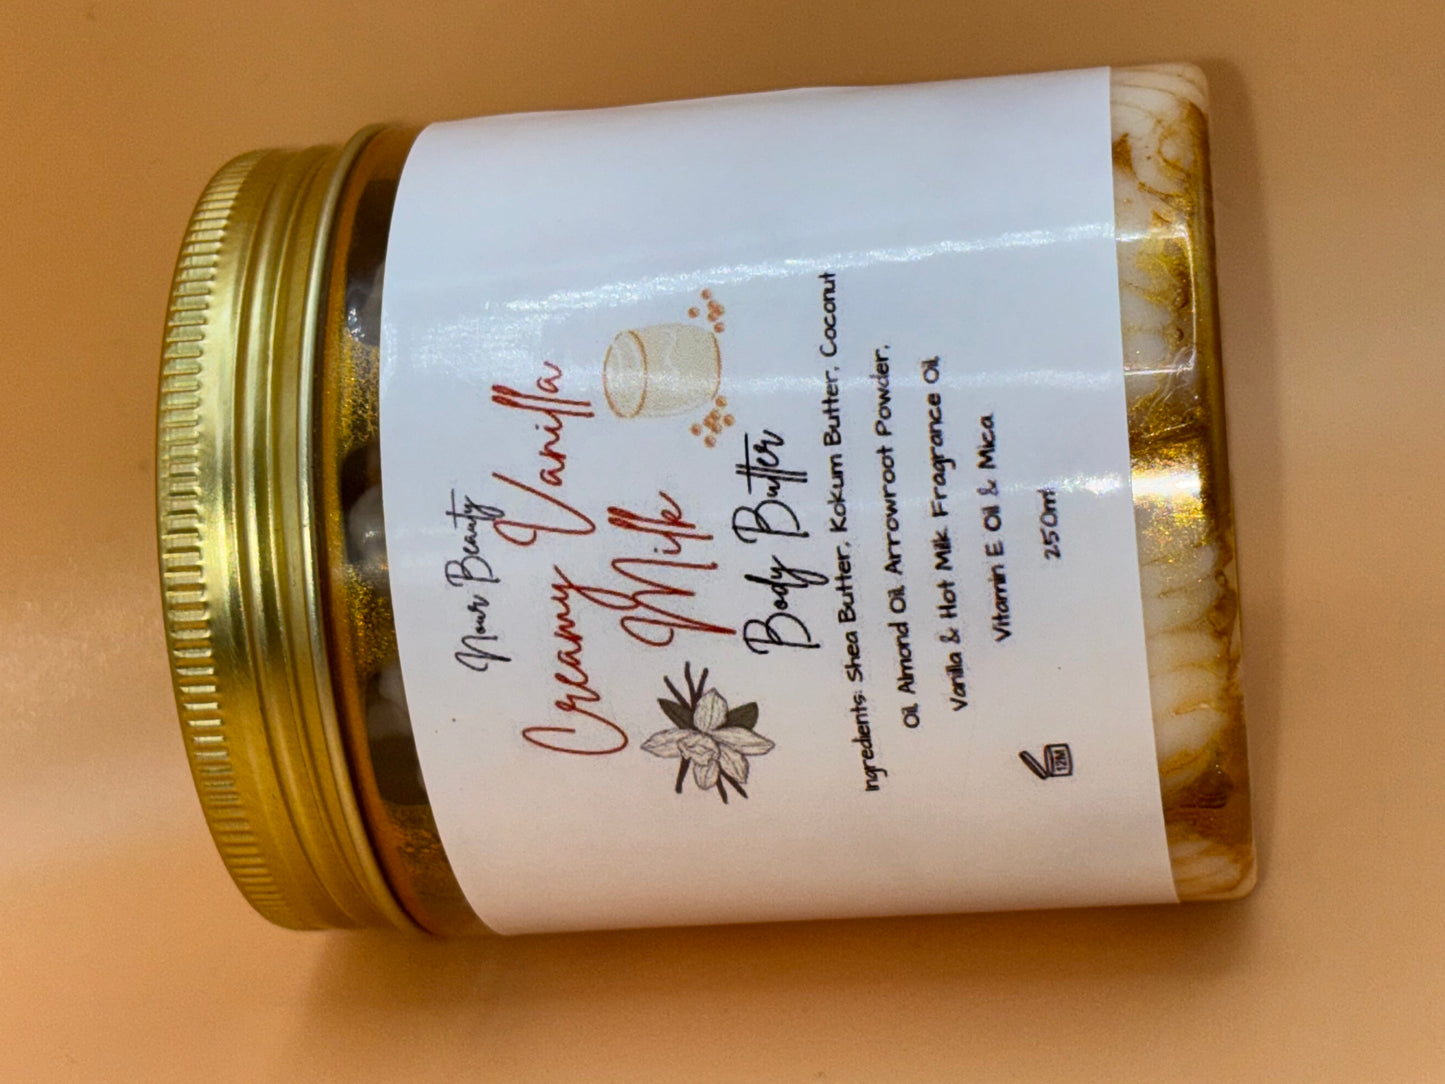 Nour Beauty
Creamy Vanilla
Milk
Body Butter
Ingredients: Shea Butter, Kokum Butter, Coconut
Oil, Almond Oil, Arrowroot Powder,
Vanilla & Hot Milk Fragrance Oil,
Vitamin E Oil & Mica
250ml
12M